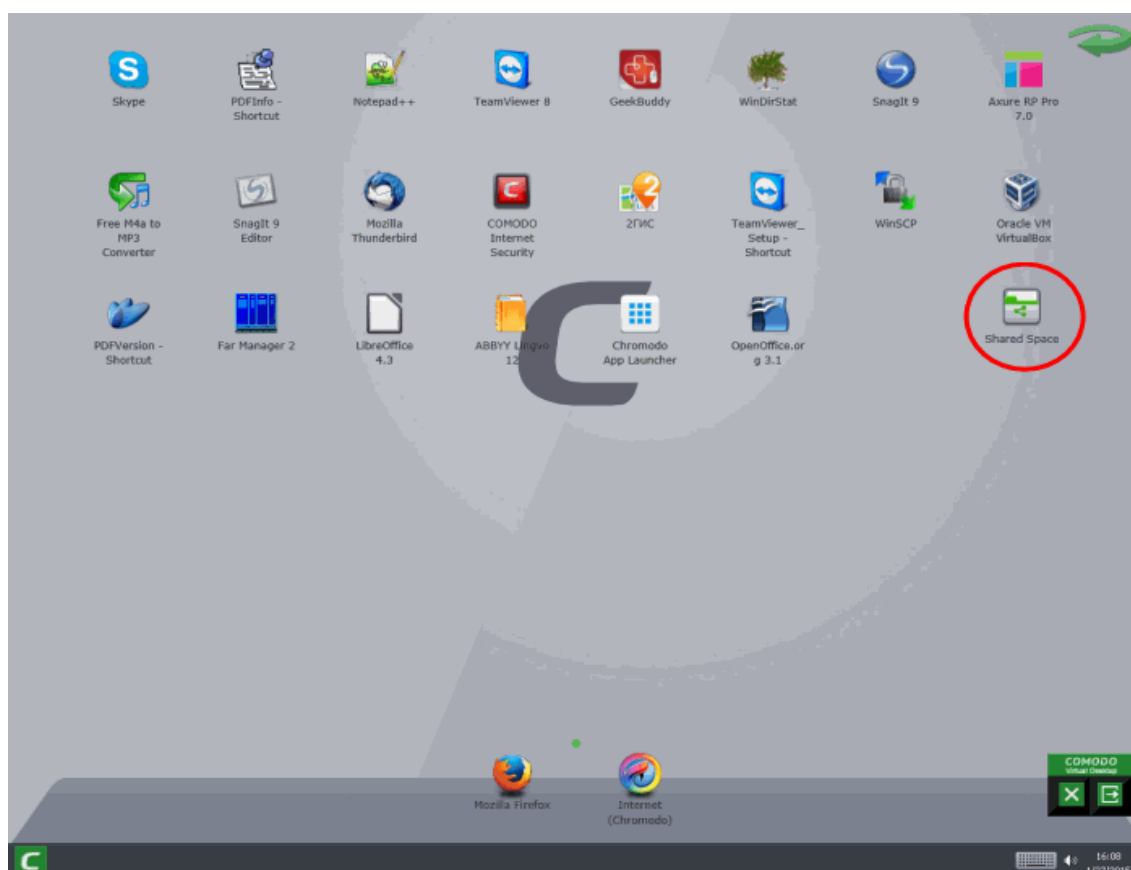 Skype
PDFInfo -
Shortcut
Notepad++
TeamViewer 8
GeekBuddy
WinDirStat
SnagIt 9
Axure RP Pro
7.0
Free M4a to
MP3
Converter
SnagIt 9
Editor
Mozilla
Thunderbird
COMODO
Internet
Security
2ГИС
TeamViewer_
Setup -
Shortcut
WinSCP
Oracle VM
VirtualBox
PDFVersion -
Shortcut
Far Manager 2
LibreOffice
4.3
ABBYY Lingvo
12
Chromodo
App Launcher
OpenOffice.or
g 3.1
Shared Space
COMODO
Virtual Desktop
Mozilla Firefox
Internet
(Chromodo)
16:08